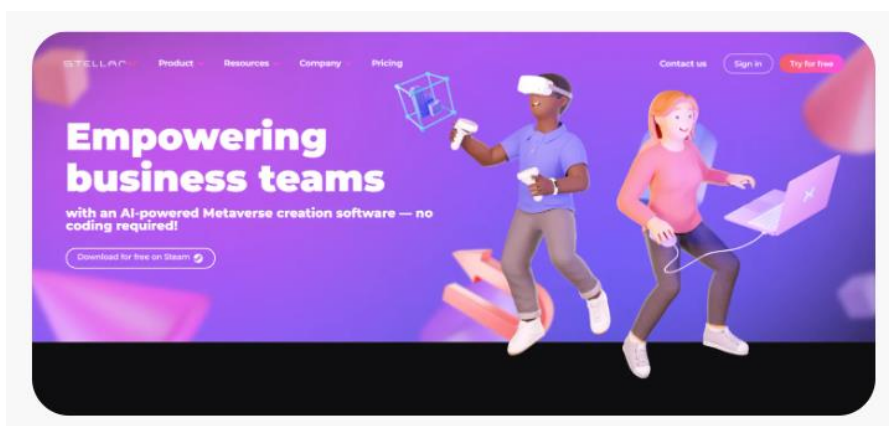 STELLAR
Product Resources Company Pricing Contact us Sign in Try for free
Empowering
business teams
with an AI-powered Metaverse creation software — no
coding required!
Download for free on Steam